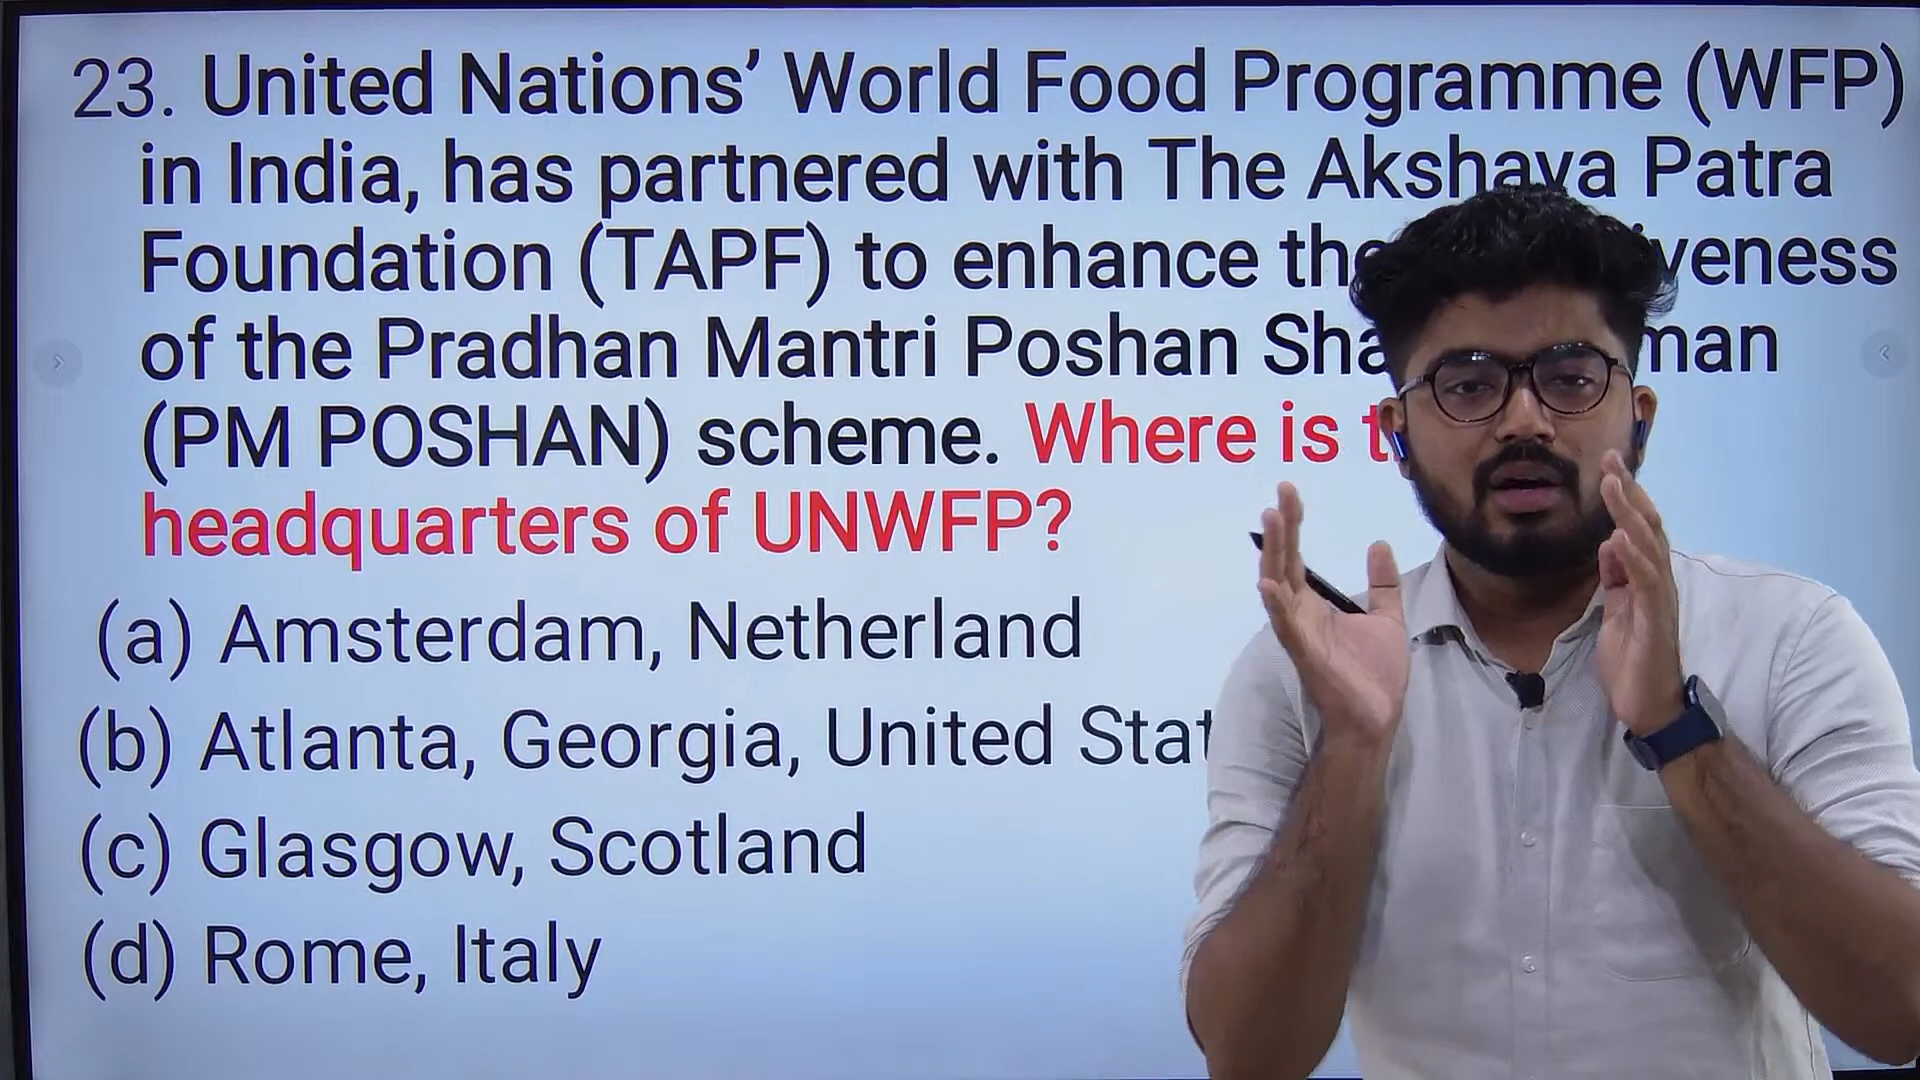 23. United Nations’ World Food Programme (WFP)
in India, has partnered with The Akshaya Patra
Foundation (TAPF) to enhance the
of the Pradhan Mantri Poshan
(PM POSHAN) scheme. Where is
headquarters of UNWFP?
(a) Amsterdam, Netherland
(b) Atlanta, Georgia, United
(c) Glasgow, Scotland
(d) Rome, Italy